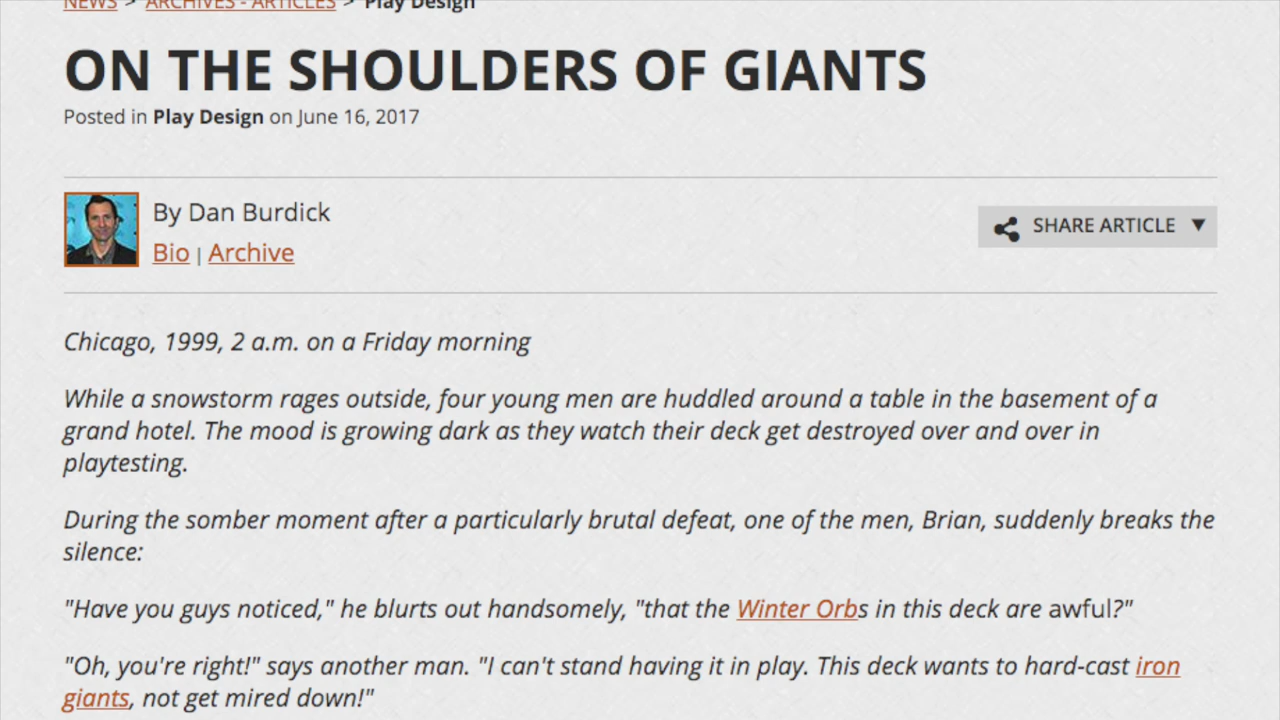 NEWS > ARCHIVES - ARTICLES > Play Design
ON THE SHOULDERS OF GIANTS
Posted in Play Design on June 16, 2017
By Dan Burdick
Bio | Archive
SHARE ARTICLE ▼
Chicago, 1999, 2 a.m. on a Friday morning
While a snowstorm rages outside, four young men are huddled around a table in the basement of a
grand hotel. The mood is growing dark as they watch their deck get destroyed over and over in
playtesting.
During the somber moment after a particularly brutal defeat, one of the men, Brian, suddenly breaks the
silence:
"Have you guys noticed," he blurts out handsomely, "that the Winter Orbs in this deck are awful?"
"Oh, you're right!" says another man. "I can't stand having it in play. This deck wants to hard-cast iron
giants, not get mired down!"